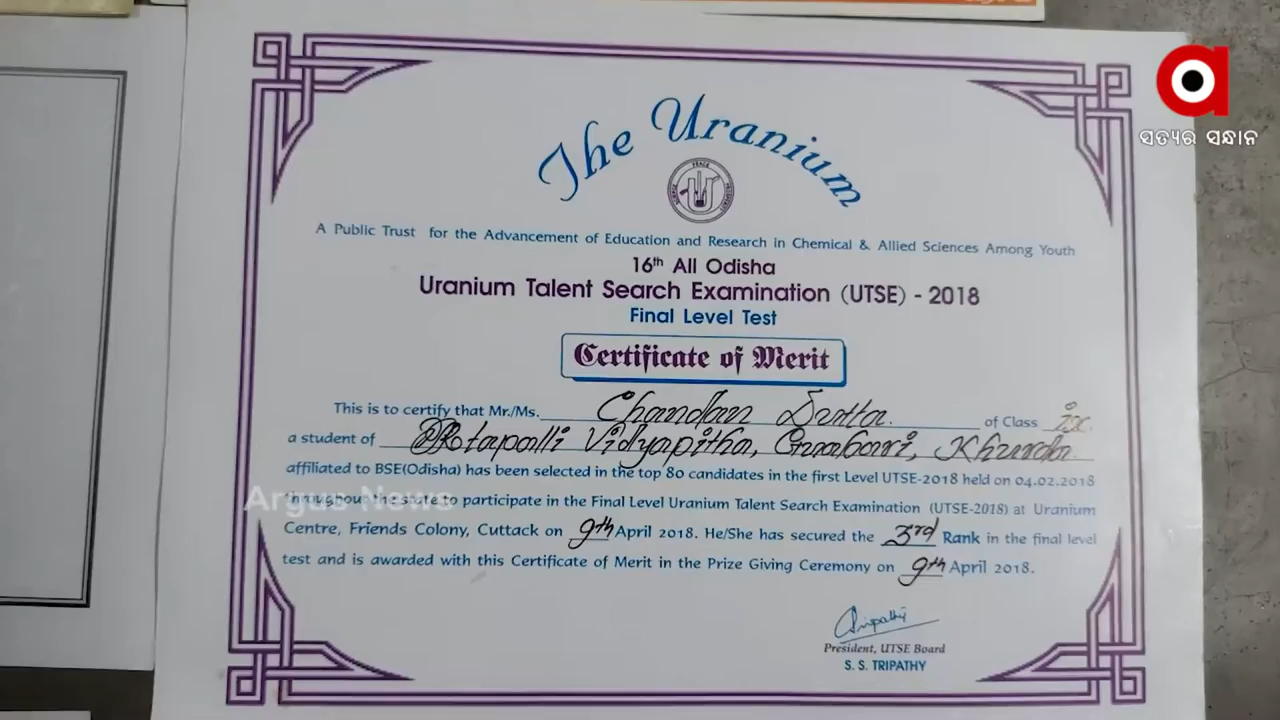 ସତ୍ୟର ସନ୍ଧାନ
The Uranium
A Public Trust for the Advancement of Education and Research in Chemical & Allied Sciences Among Youth
16th All Odisha
Uranium Talent Search Examination (UTSE) - 2018
Final Level Test
Certificate of Merit
This is to certify that Mr./Ms. Chandan Dutta. of Class ix.
a student of Vidyapitha, Khurda
affiliated to BSE(Odisha) has been selected in the top 80 candidates in the first Level UTSE-2018 held on 04.02.2018
throughout the state to participate in the Final Level Uranium Talent Search Examination (UTSE-2018) at Uranium
Argus News
Centre, Friends Colony, Cuttack on 9th April 2018. He/She has secured the 3rd Rank in the final level
test and is awarded with this Certificate of Merit in the Prize Giving Ceremony on 9th April 2018.
President, UTSE Board
S. S. TRIPATHY